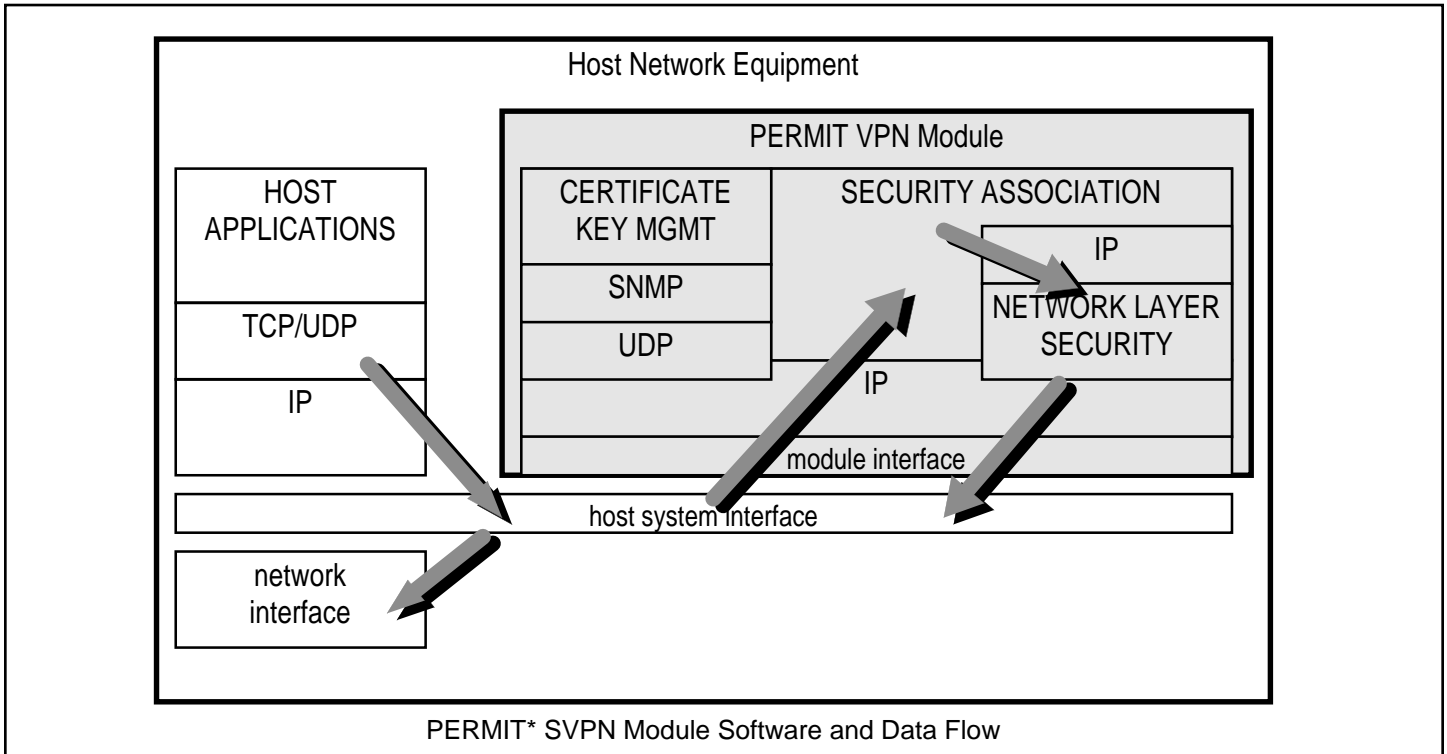 Host Network Equipment
PERMIT VPN Module
HOST
APPLICATIONS
TCP/UDP
IP
CERTIFICATE
KEY MGMT
SNMP
UDP
SECURITY ASSOCIATION
IP
NETWORK LAYER
SECURITY
IP
module interface
host system interface
network
interface
PERMIT* SVPN Module Software and Data Flow